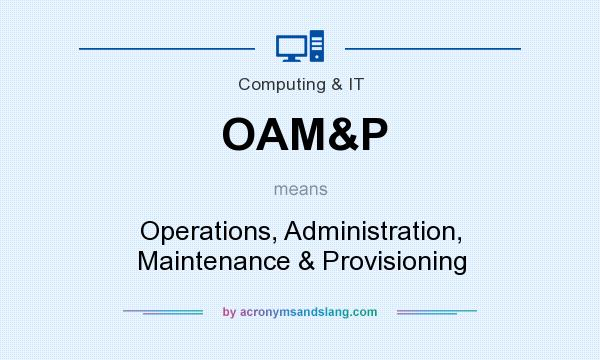 Computing & IT
OAM&P
means
Operations, Administration,
Maintenance & Provisioning
by acronymsandslang.com